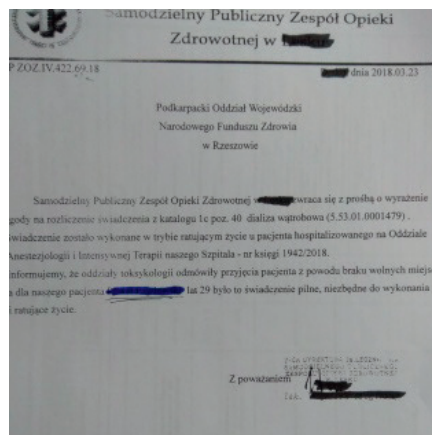 Samodzielny Publiczny Zespół Opieki
Zdrowotnej w
P.ZOZ.IV.422.69.18
dnia 2018.03.23
Podkarpacki Oddział Wojewódzki
Narodowego Funduszu Zdrowia
w Rzeszowie
Samodzielny Publiczny Zespół Opieki Zdrowotnej zwraca się z prośbą o wyrażenie
gody na rozliczenie świadczenia z katalogu 1c poz. 40 dializa wątrobowa (5.53.01.0001479) .
świadczenie zostało wykonane w trybie ratującym życie u pacjenta hospitalizowanego na Oddziale
Anestezjologii i Intensywnej Terapii naszego Szpitala - nr księgi 1942/2018.
informujemy, że oddziały toksykologii odmówiły przyjęcia pacjenta z powodu braku wolnych miejsc
a dla naszego pacjenta lat 29 było to świadczenie pilne, niezbędne do wykonania
i ratujące życie.
Z poważaniem